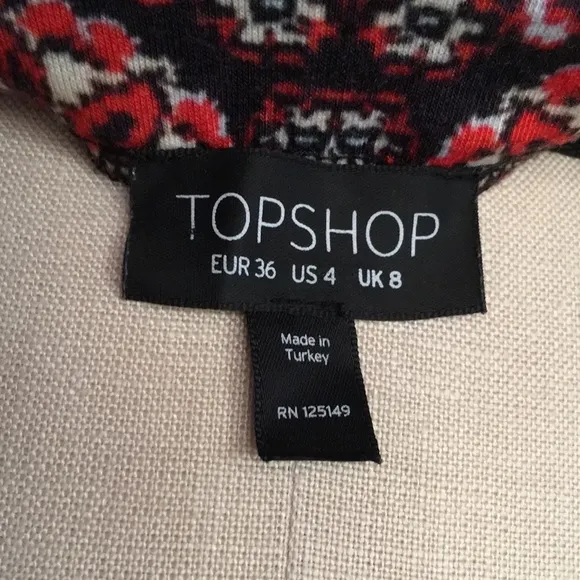 TOPSHOP
EUR 36 US 4 UK 8
Made in
Turkey
RN 125149